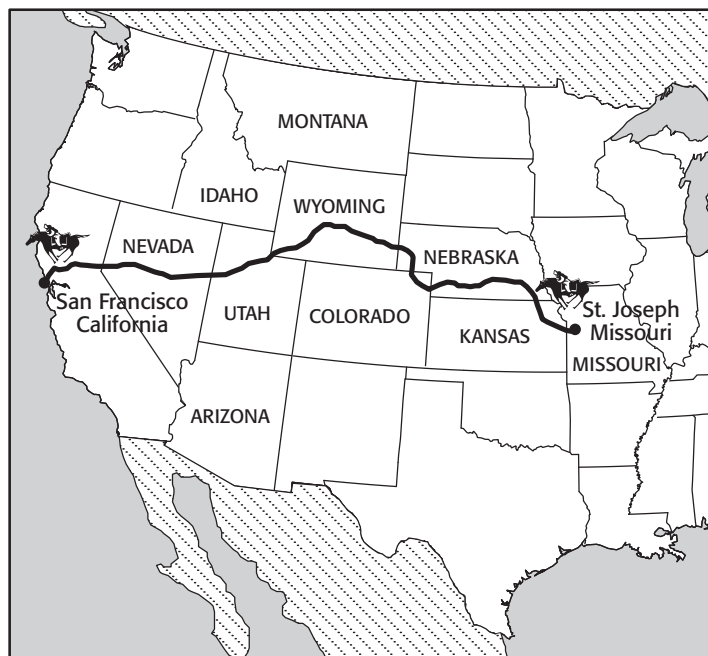 MONTANA
IDAHO
WYOMING
NEVADA
NEBRASKA
San Francisco
California
UTAH
COLORADO
KANSAS
St. Joseph
Missouri
MISSOURI
ARIZONA